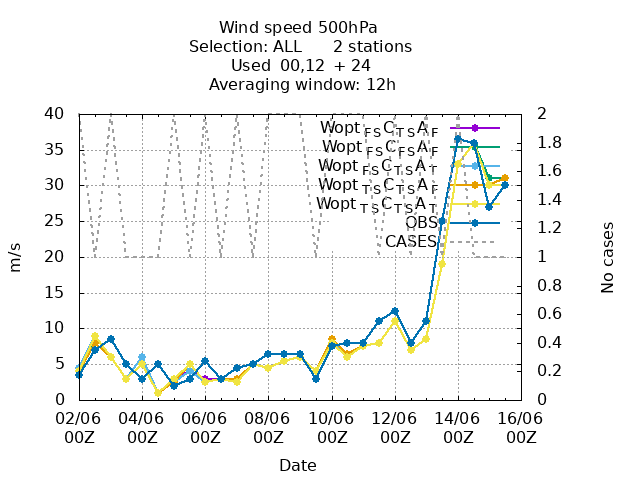 Wind speed 500hPa
Selection: ALL 2 stations
Used 00,12 + 24
Averaging window: 12h
Wopt FS C TS A F
Wopt FS C FS A F
Wopt FS C TS A T
Wopt TS C TS A F
Wopt TS C TS A T
OBS
CASES
40
35
30
25
20
15
10
5
0
m/s
2
1.8
1.6
1.4
1.2
1
0.8
0.6
0.4
0.2
0
No cases
02/06 04/06 06/06 08/06 10/06 12/06 14/06 16/06
00Z 00Z 00Z 00Z 00Z 00Z 00Z 00Z
Date